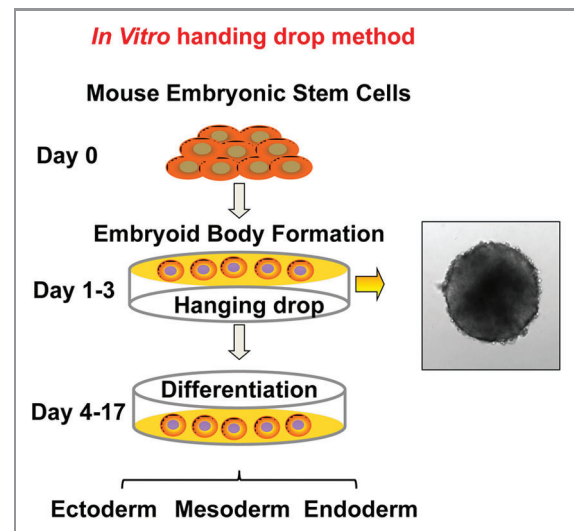 In Vitro handing drop method
Mouse Embryonic Stem Cells
Day 0
Embryoid Body Formation
Day 1-3
Hanging drop
Differentiation
Day 4-17
Ectoderm Mesoderm Endoderm